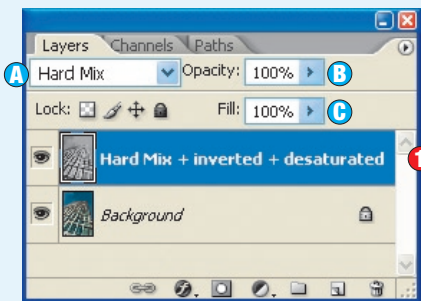 Layers Channels Paths
A Hard Mix Opacity: 100% B
Lock: Fill: 100% C
Hard Mix + inverted + desaturated 1
Background